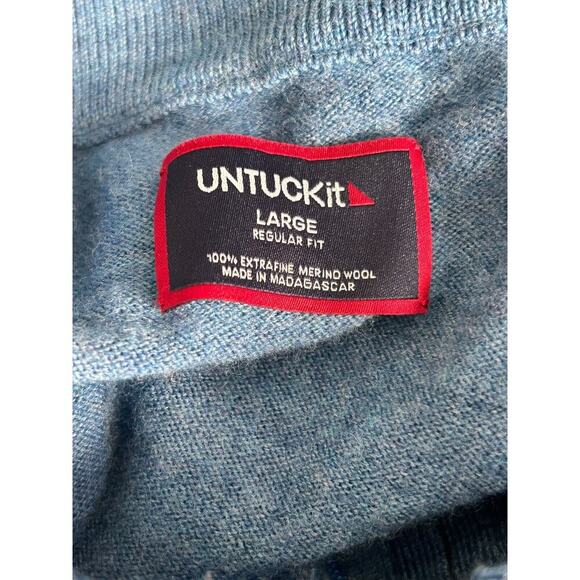 UNTUCKit
LARGE
REGULAR FIT
100% EXTRAFINE MERINO WOOL
MADE IN MADAGASCAR